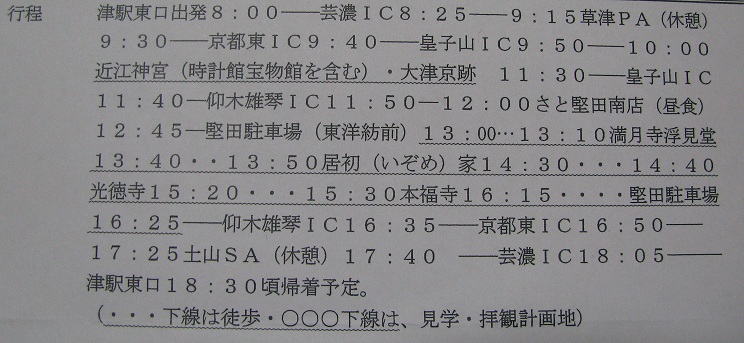 行程　津駅東口出発８：００――芸濃ＩＣ８：２５――９：１５草津ＰＡ（休憩）
９：３０――京都東ＩＣ９：４０――皇子山ＩＣ９：５０――１０：００
近江神宮（時計館宝物館を含む）・大津京跡　１１：３０――皇子山ＩＣ
１１：４０―仰木雄琴ＩＣ１１：５０―１２：００さと堅田南店（昼食）
１２：４５―堅田駐車場（東洋紡前）１３：００…１３：１０満月寺浮見堂
１３：４０・・１３：５０居初（いぞめ）家１４：３０・・・１４：４０
光徳寺１５：２０・・・１５：３０本福寺１６：１５・・・・堅田駐車場
１６：２５――仰木雄琴ＩＣ１６：３５――京都東ＩＣ１６：５０――
１７：２５土山ＳＡ（休憩）１７：４０　――芸濃ＩＣ１８：０５――
津駅東口１８：３０頃帰着予定。
（・・・下線は徒歩・〇〇〇下線は、見学・拝観計画地）